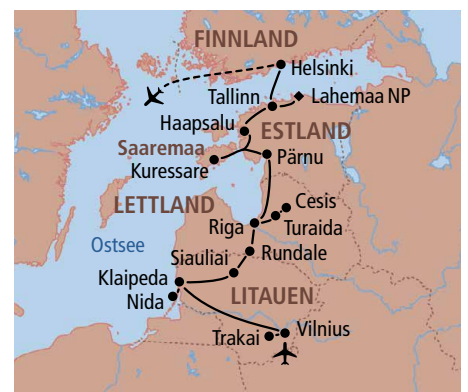 FINNLAND
Helsinki
Tallinn
Lahemaa NP
Haapsalu
ESTLAND
Saaremaa
Kuressare
Pärnu
LETTLAND
Cesis
Riga
Turaida
Ostsee
Siauliai
Rundale
Klaipeda
Nida
LITAUEN
Trakai
Vilnius